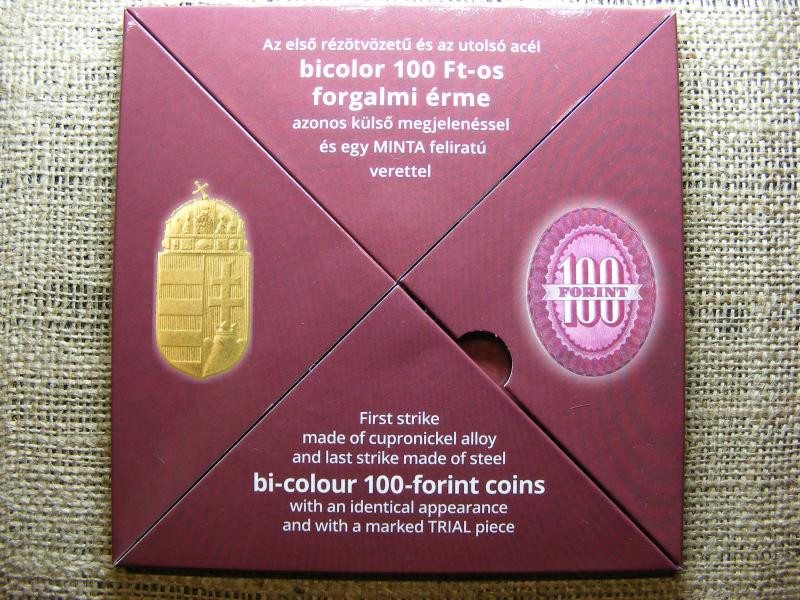 Az első rézötvözetű és az utolsó acél
bicolor 100 Ft-os
forgalmi érme
azonos külső megjelenéssel
és egy MINTA feliratú
verettel
100
FORINT
First strike
made of cupronickel alloy
and last strike made of steel
bi-colour 100-forint coins
with an identical appearance
and with a marked TRIAL piece